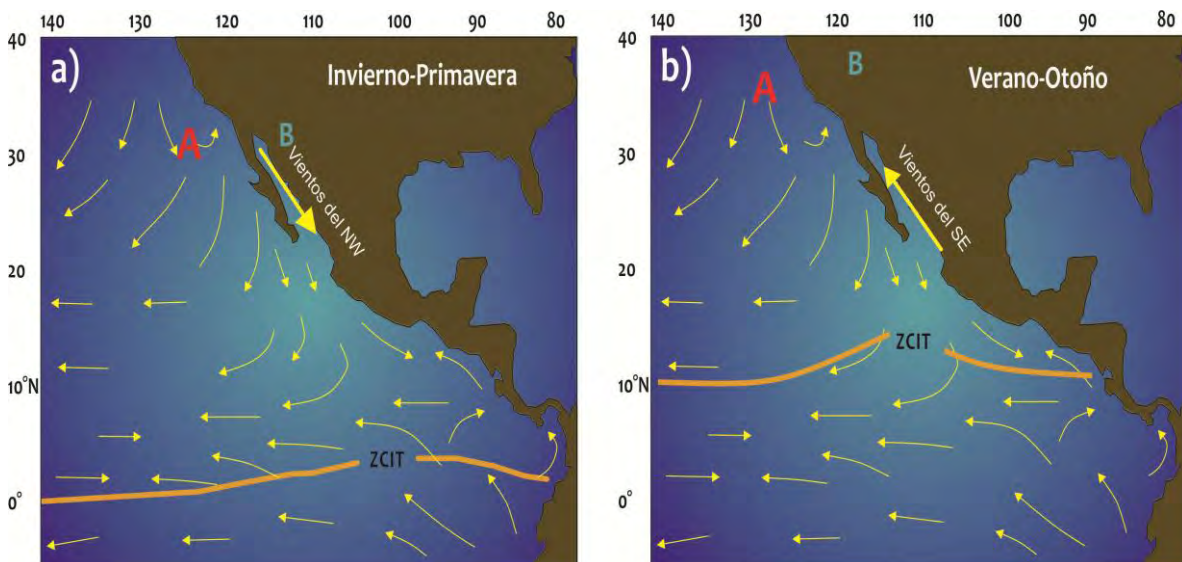 140 130 120 110 100 90 80
40
a)
Invierno-Primavera
A
B
30
Vientos del NW
20
10°N
ZCIT
0°
140 130 120 110 100 90 80
40
b)
B
Verano-Otoño
A
30
Vientos del SE
20
ZCIT
10°N
0°